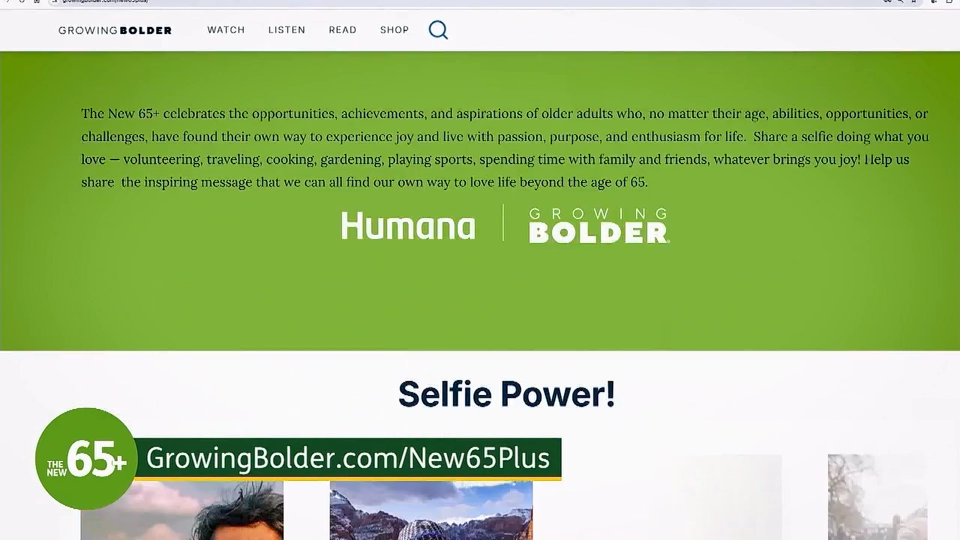 growingbolder.com/new65plus/
GROWINGBOLDER WATCH LISTEN READ SHOP
The New 65+ celebrates the opportunities, achievements, and aspirations of older adults who, no matter their age, abilities, opportunities, or
challenges, have found their own way to experience joy and live with passion, purpose, and enthusiasm for life. Share a selfie doing what you
love — volunteering, traveling, cooking, gardening, playing sports, spending time with family and friends, whatever brings you joy! Help us
share the inspiring message that we can all find our own way to love life beyond the age of 65.
Humana
GROWING
BOLDER
Selfie Power!
THE
NEW
65+
GrowingBolder.com/New65Plus